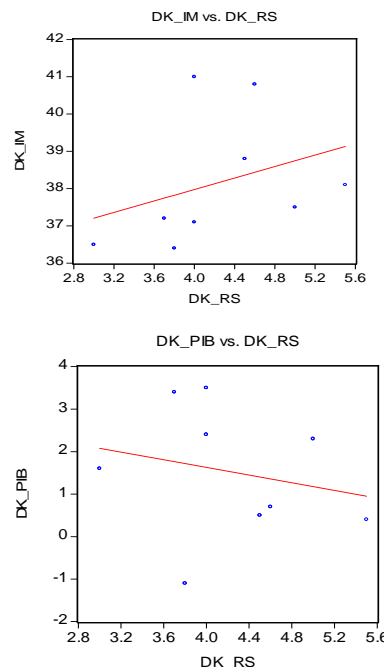 DK_IM vs. DK_RS
42
41
40
39
38
37
36
DK_IM
2.8 3.2 3.6 4.0 4.4 4.8 5.2 5.6
DK_RS
DK_PIB vs. DK_RS
4
3
2
1
0
-1
-2
DK_PIB
2.8 3.2 3.6 4.0 4.4 4.8 5.2 5.6
DK_RS